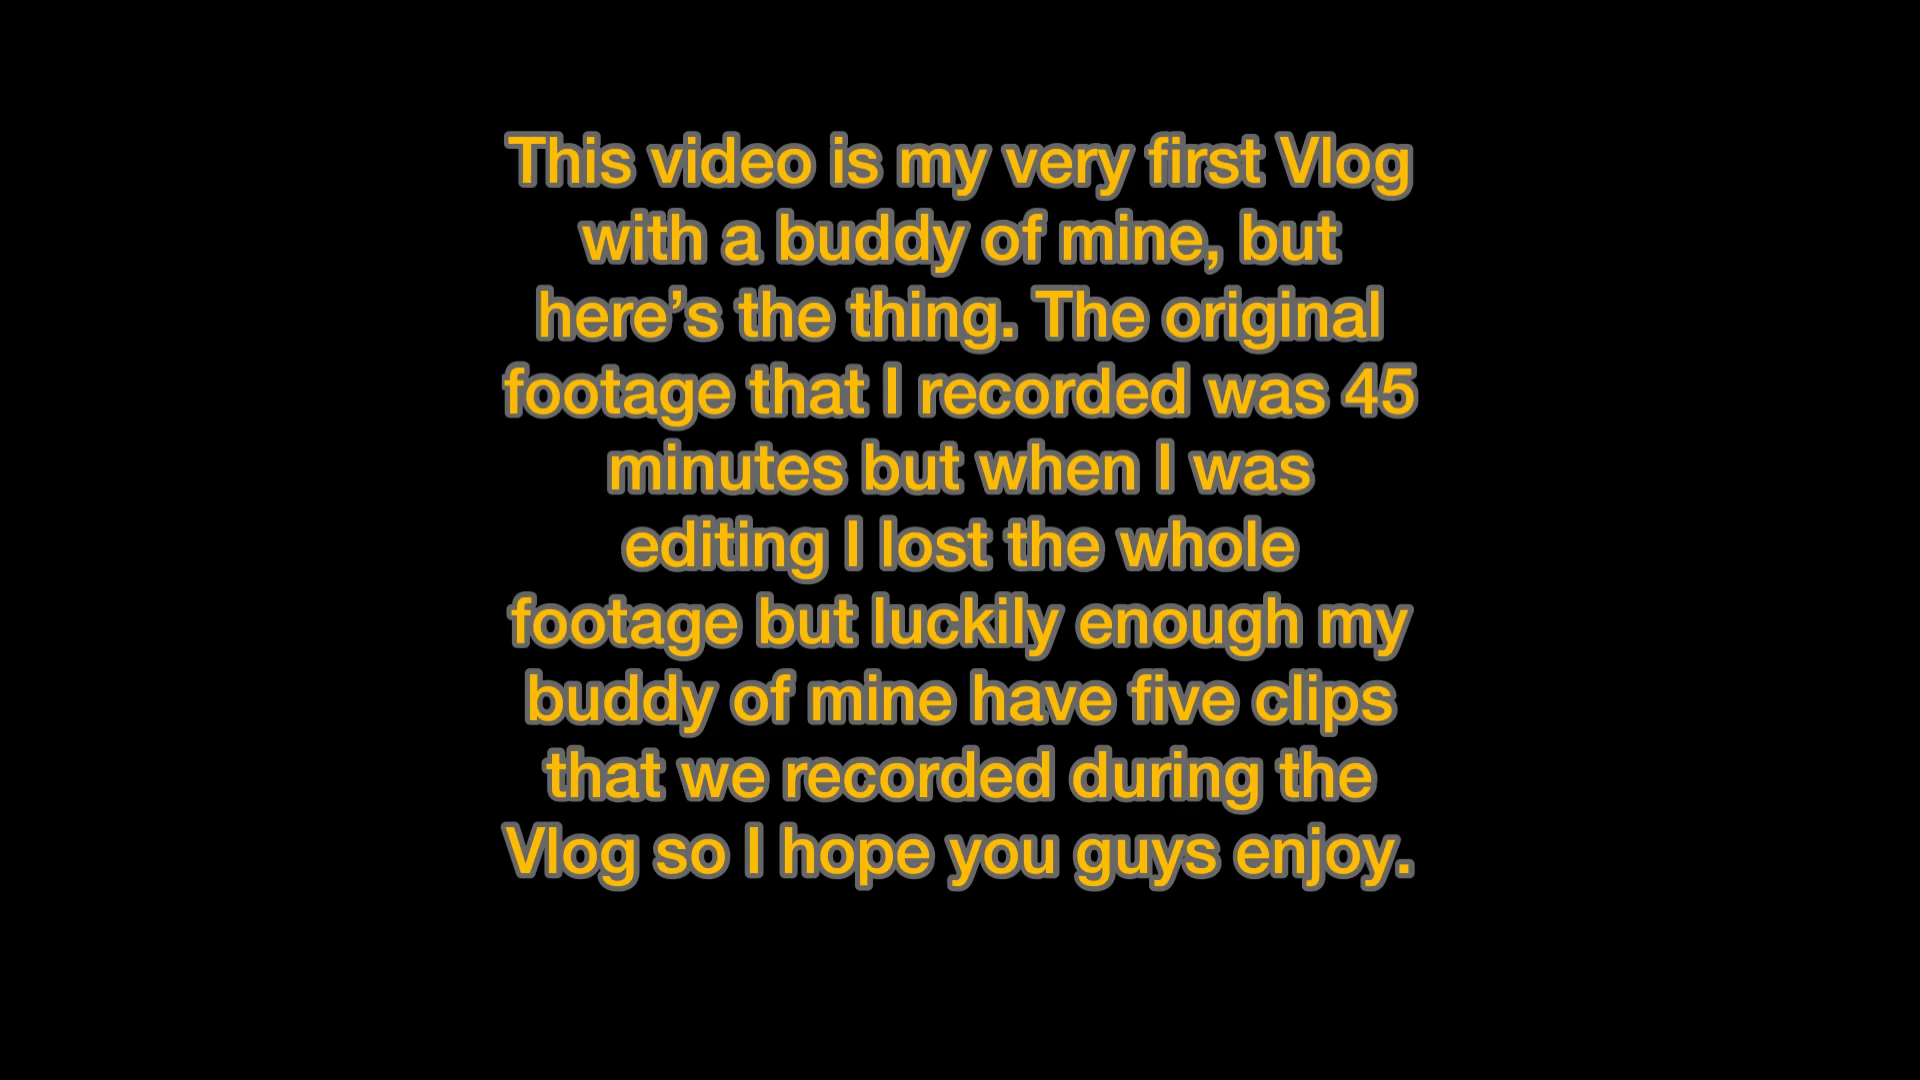 This video is my very first Vlog
with a buddy of mine, but
here’s the thing. The original
footage that I recorded was 45
minutes but when I was
editing I lost the whole
footage but luckily enough my
buddy of mine have five clips
that we recorded during the
Vlog so I hope you guys enjoy.